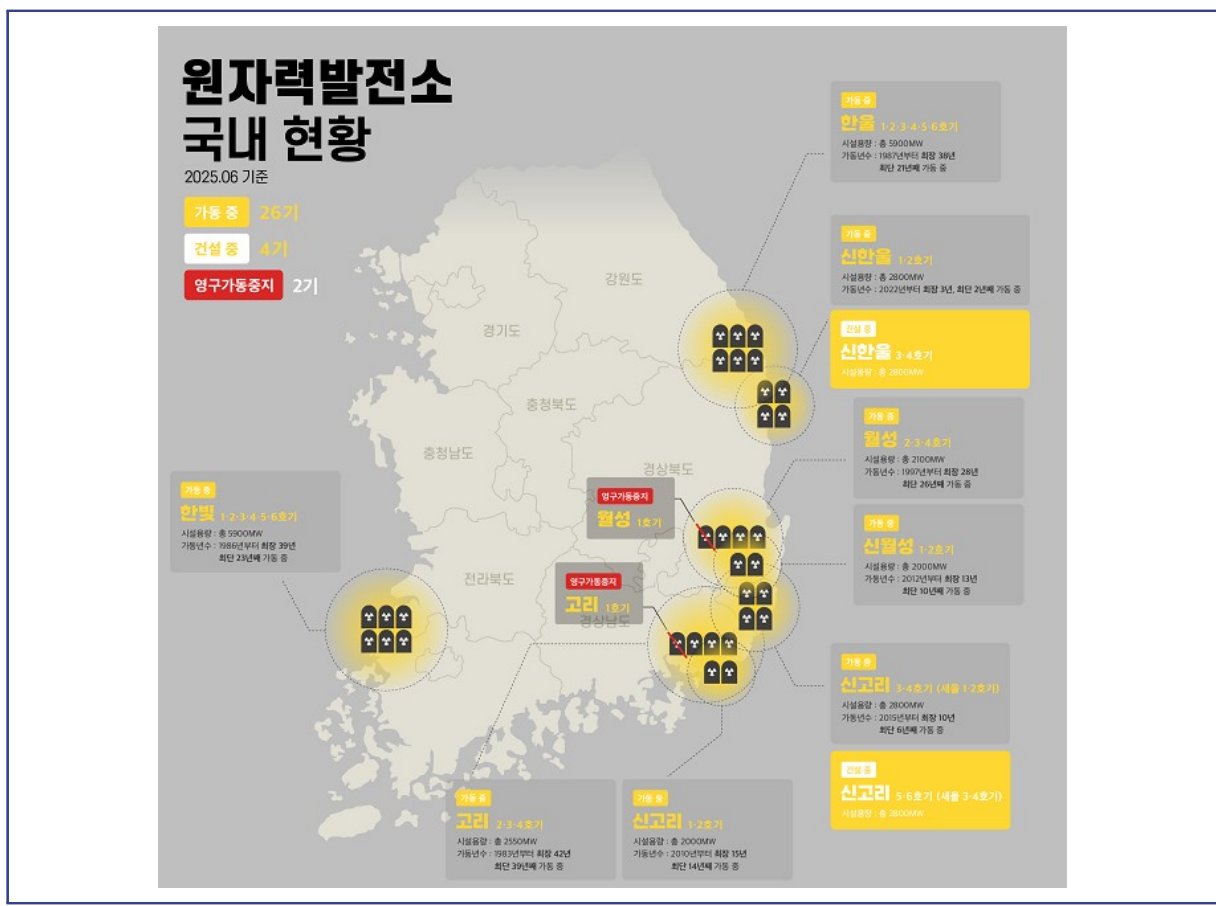 원자력발전소
국내 현황
2025.06 기준
가동 중 26기
건설 중 4기
영구가동중지 2기
강원도
경기도
충청북도
충청남도
경상북도
전라북도
경상남도
가동 중
한울 1·2·3·4·5·6호기
시설용량 : 총 5900MW
가동년수 : 1987년부터 최장 38년
최단 21년째 가동 중
가동 중
신한울 1·2호기
시설용량 : 총 2800MW
가동년수 : 2022년부터 최장 3년, 최단 2년째 가동 중
건설 중
신한울 3·4호기
시설용량 : 총 2800MW
가동 중
월성 2·3·4호기
시설용량 : 총 2100MW
가동년수 : 1997년부터 최장 28년
최단 26년째 가동 중
영구가동중지
월성 1호기
가동 중
신월성 1·2호기
시설용량 : 총 2000MW
가동년수 : 2012년부터 최장 13년
최단 10년째 가동 중
가동 중
한빛 1·2·3·4·5·6호기
시설용량 : 총 5900MW
가동년수 : 1986년부터 최장 39년
최단 23년째 가동 중
영구가동중지
고리 1호기
가동 중
신고리 3·4호기 (새울 1·2호기)
시설용량 : 총 2800MW
가동년수 : 2015년부터 최장 10년
최단 6년째 가동 중
건설 중
신고리 5·6호기 (새울 3·4호기)
시설용량 : 총 2800MW
가동 중
고리 2·3·4호기
시설용량 : 총 2550MW
가동년수 : 1983년부터 최장 42년
최단 39년째 가동 중
가동 중
신고리 1·2호기
시설용량 : 총 2000MW
가동년수 : 2010년부터 최장 15년
최단 14년째 가동 중